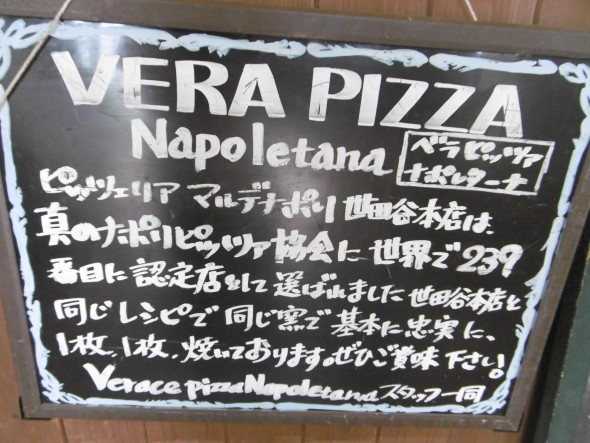 VERA PIZZA
Napoletana
ベラピッツァ
ナポレターナ
ピッツェリア マルデナポリ 世田谷本店は、
真のナポリピッツァ協会に世界で239
番目に認定店として選ばれました世田谷本店と
同じレシピで同じ窯で基本に忠実に、
1枚、1枚、焼いております。ぜひご賞味下さい!
Verace pizza Napoletana スタッフ一同